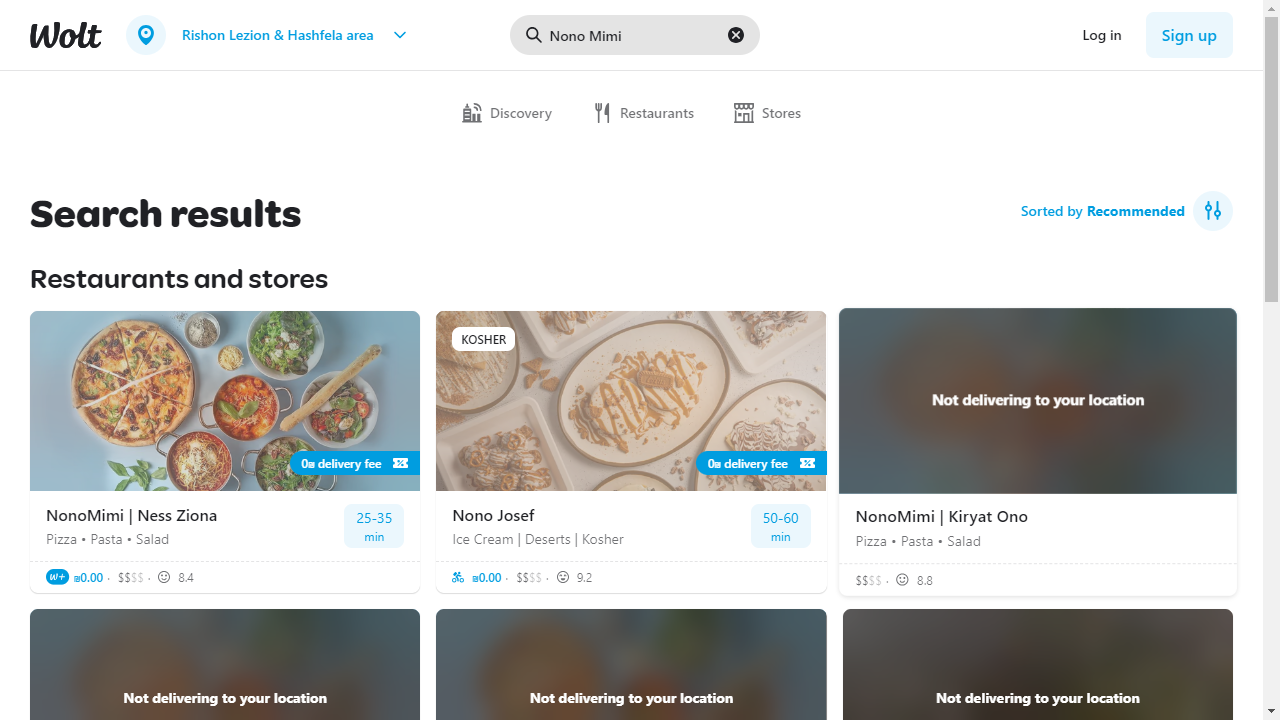 Wolt
Rishon Lezion & Hashfela area
Nono Mimi
Log in
Sign up
Discovery
Restaurants
Stores
Search results
Sorted by Recommended
Restaurants and stores
0₪ delivery fee
KOSHER
0₪ delivery fee
Not delivering to your location
NonoMimi | Ness Ziona
Pizza • Pasta • Salad
25-35
min
W+ ₪0.00 · $$$$ · 8.4
Nono Josef
Ice Cream | Deserts | Kosher
50-60
min
₪0.00 · $$$$ · 9.2
NonoMimi | Kiryat Ono
Pizza • Pasta • Salad
$$$$ · 8.8
Not delivering to your location
Not delivering to your location
Not delivering to your location